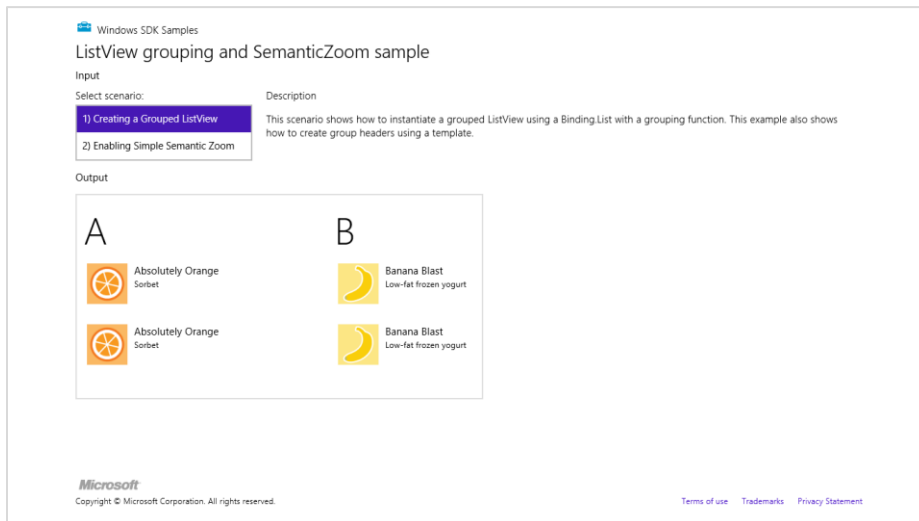 Windows SDK Samples
ListView grouping and SemanticZoom sample
Input
Select scenario:
1) Creating a Grouped ListView
2) Enabling Simple Semantic Zoom
Description
This scenario shows how to instantiate a grouped ListView using a Binding.List with a grouping function. This example also shows
how to create group headers using a template.
Output
A
Absolutely Orange
Sorbet
Absolutely Orange
Sorbet
B
Banana Blast
Low-fat frozen yogurt
Banana Blast
Low-fat frozen yogurt
Microsoft
Copyright © Microsoft Corporation. All rights reserved.
Terms of use Trademarks Privacy Statement